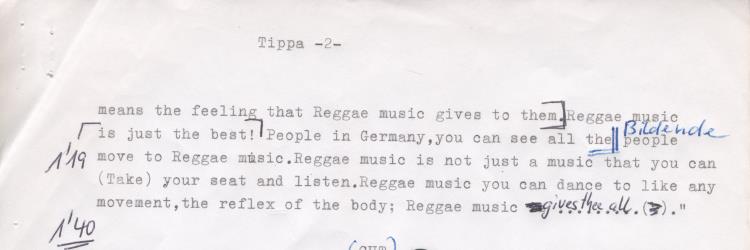 Tippa -2-
means the feeling that Reggae music gives to them.Reggae music
is just the best! People in Germany,you can see all the people Bildende
1'19 move to Reggae music.Reggae music is not just a music that you can
(Take) your seat and listen.Reggae music you can dance to like any
movement,the reflex of the body; Reggae music gives thee all. ."
1'40